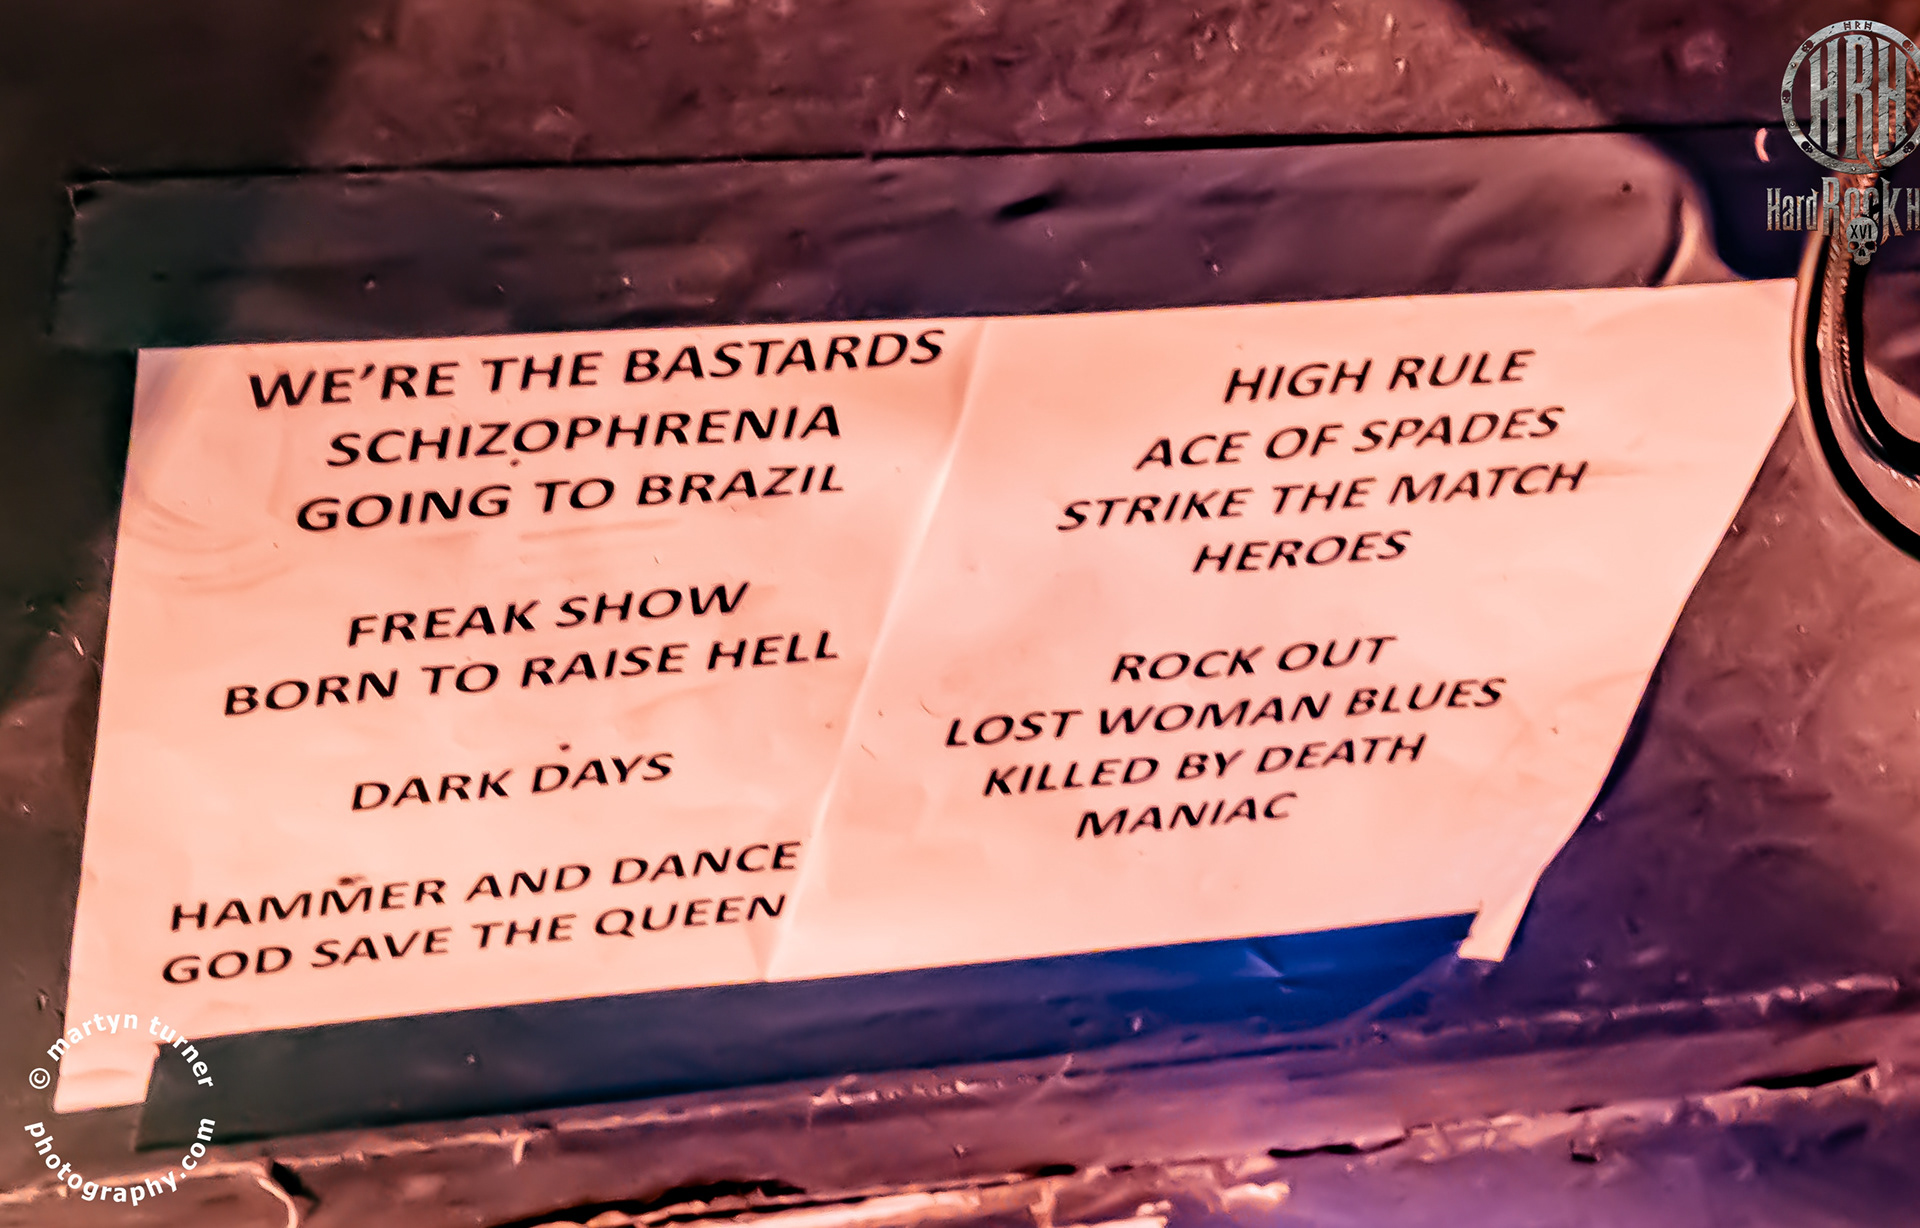 WE'RE THE BASTARDS
SCHIZOPHRENIA
GOING TO BRAZIL
FREAK SHOW
BORN TO RAISE HELL
DARK DAYS
HAMMER AND DANCE
GOD SAVE THE QUEEN
HIGH RULE
ACE OF SPADES
STRIKE THE MATCH
HEROES
ROCK OUT
LOST WOMAN BLUES
KILLED BY DEATH
MANIAC
HRH
HRH
Hard Rock H
XVI
© martyn turner
photography.com